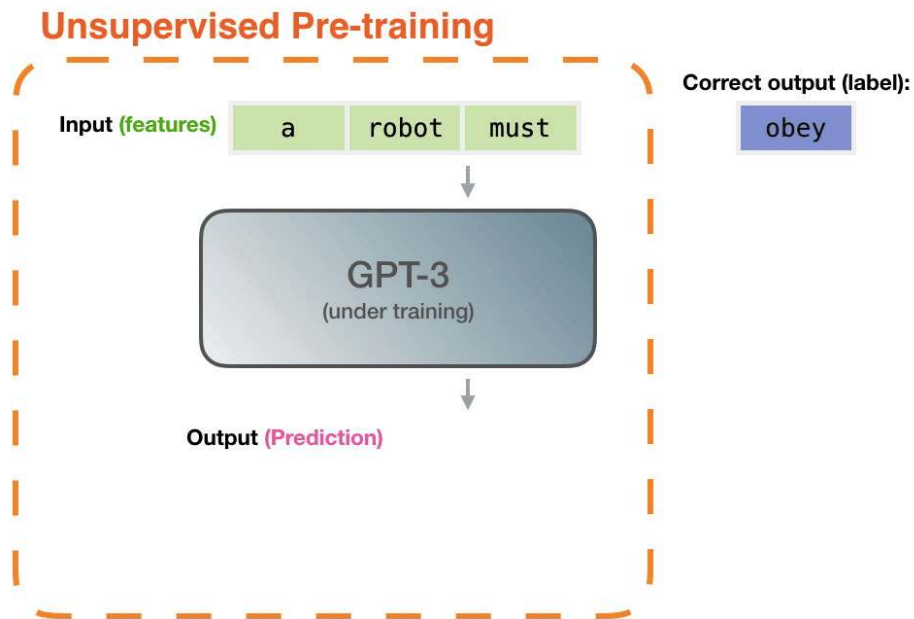 Unsupervised Pre-training
Correct output (label):
Input (features) a robot must
obey
GPT-3
(under training)
Output (Prediction)